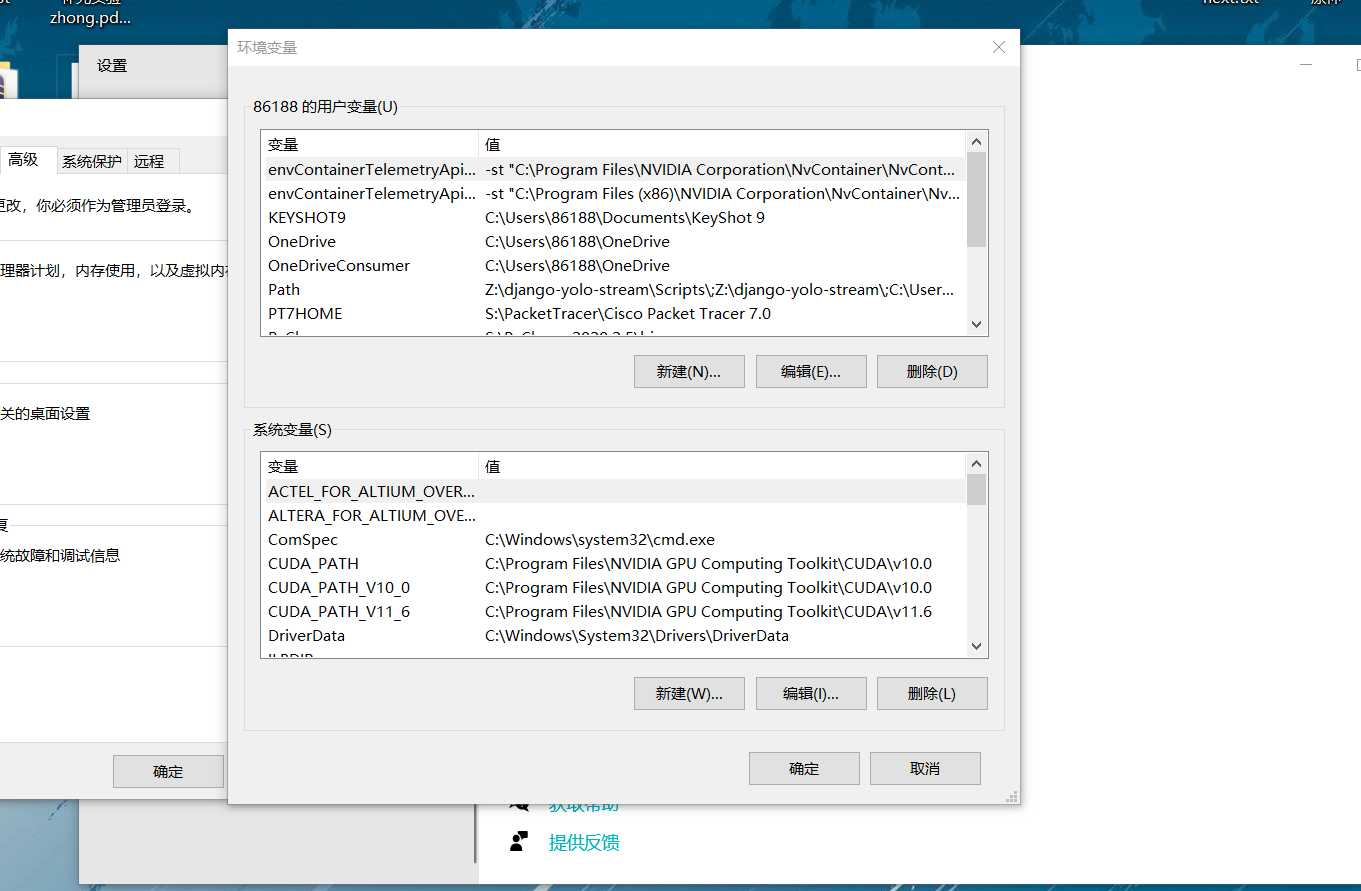 zhong.pd...
设置
高级
系统保护
远程
更改，你必须作为管理员登录。
理器计划，内存使用，以及虚拟内存
关的桌面设置
复
统故障和调试信息
确定
环境变量
86188 的用户变量(U)
变量 值
envContainerTelemetryApi... -st "C:\Program Files\NVIDIA Corporation\NvContainer\NvCont...
envContainerTelemetryApi... -st "C:\Program Files (x86)\NVIDIA Corporation\NvContainer\Nv...
KEYSHOT9 C:\Users\86188\Documents\KeyShot 9
OneDrive C:\Users\86188\OneDrive
OneDriveConsumer C:\Users\86188\OneDrive
Path Z:\django-yolo-stream\Scripts\;Z:\django-yolo-stream\;C:\User...
PT7HOME S:\PacketTracer\Cisco Packet Tracer 7.0
新建(N)... 编辑(E)... 删除(D)
系统变量(S)
变量 值
ACTEL_FOR_ALTIUM_OVER...
ALTERA_FOR_ALTIUM_OVE...
ComSpec C:\Windows\system32\cmd.exe
CUDA_PATH C:\Program Files\NVIDIA GPU Computing Toolkit\CUDA\v10.0
CUDA_PATH_V10_0 C:\Program Files\NVIDIA GPU Computing Toolkit\CUDA\v10.0
CUDA_PATH_V11_6 C:\Program Files\NVIDIA GPU Computing Toolkit\CUDA\v11.6
DriverData C:\Windows\System32\Drivers\DriverData
新建(W)... 编辑(I)... 删除(L)
确定 取消
获取帮助
提供反馈